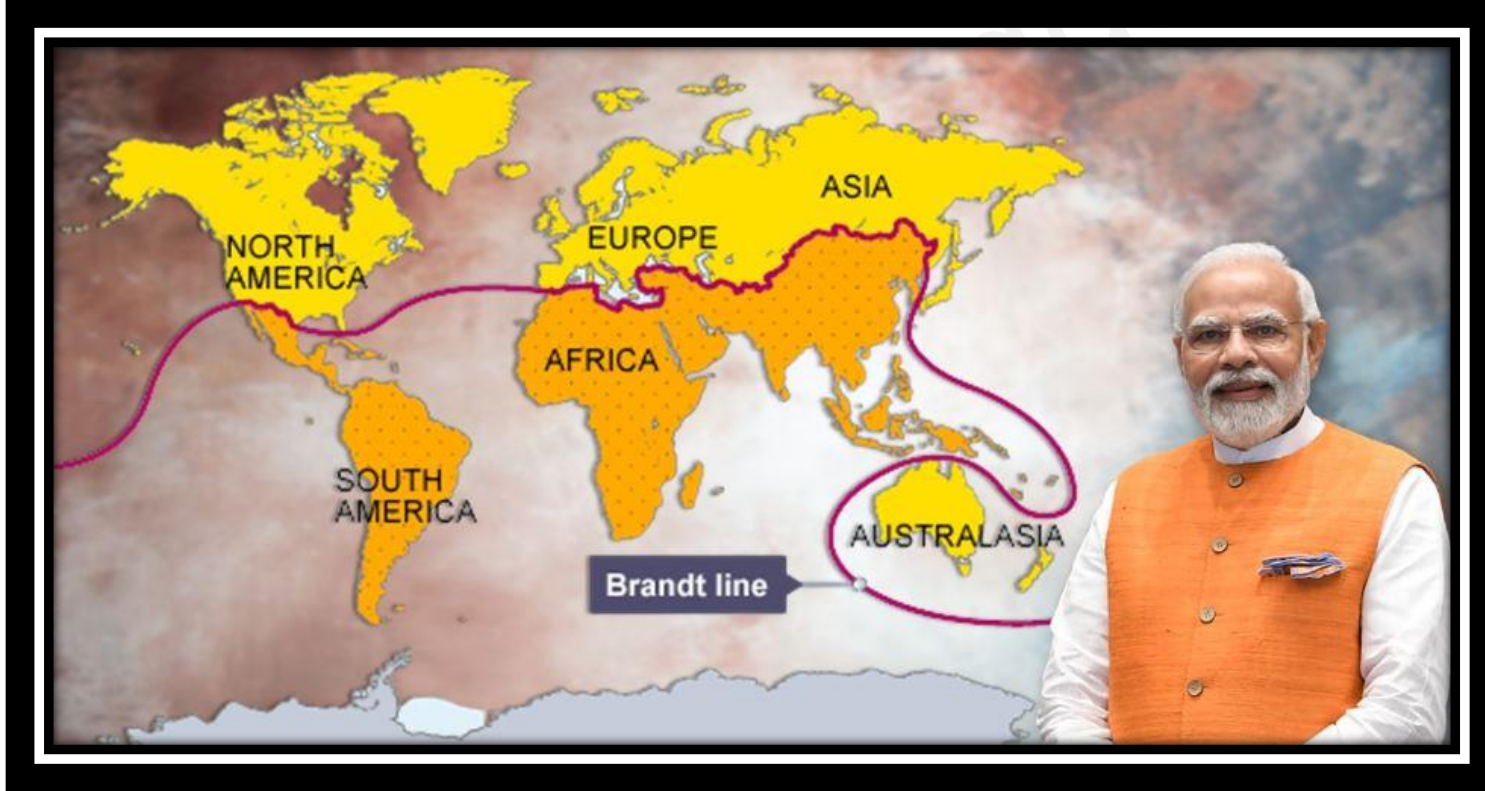 NORTH
AMERICA
EUROPE
ASIA
AFRICA
SOUTH
AMERICA
AUSTRALASIA
Brandt line